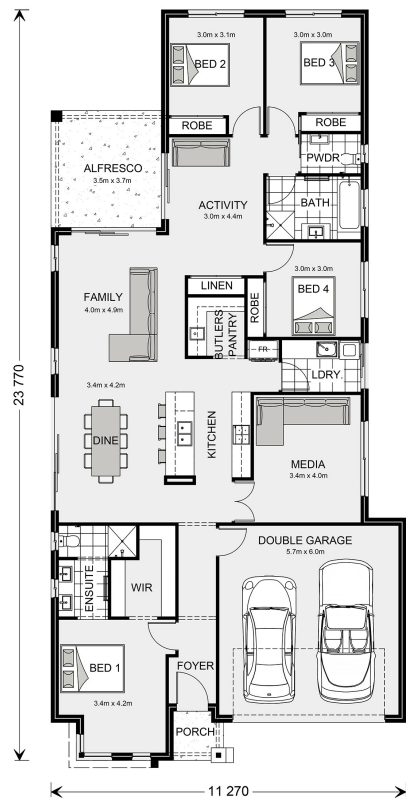 3.0m x 3.1m
BED 2
3.0m x 3.0m
BED 3
ROBE
ROBE
PWDR
ALFRESCO
3.5m x 3.7m
ACTIVITY
3.0m x 4.4m
BATH
3.0m x 3.0m
BED 4
LINEN
ROBE
FAMILY
4.0m x 4.9m
BUTLERS
PANTRY
FR
LDRY
3.4m x 4.2m
DINE
KITCHEN
MEDIA
3.4m x 4.0m
DOUBLE GARAGE
5.7m x 6.0m
ENSUITE
WIR
BED 1
3.4m x 4.2m
FOYER
PORCH
23 770
11 270